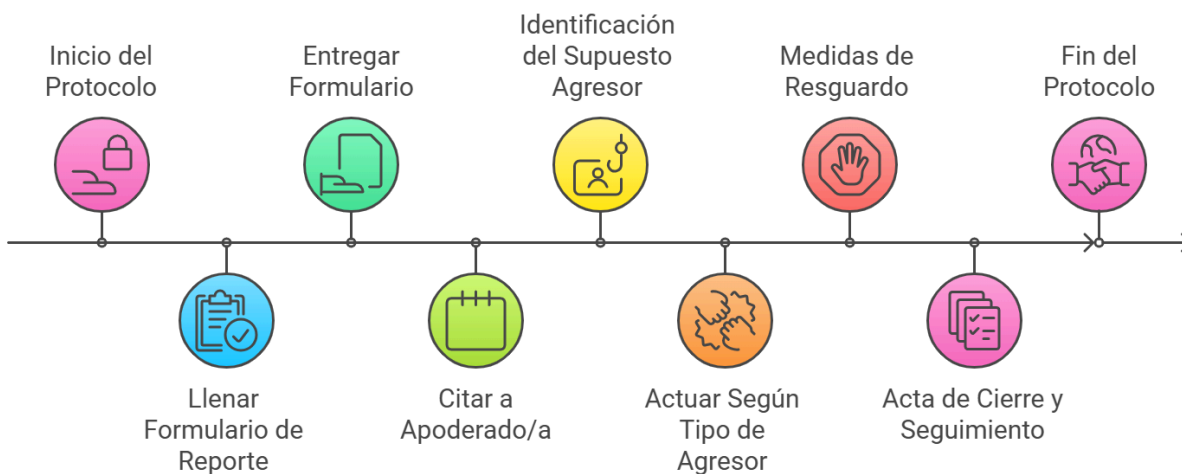 Inicio del
Protocolo
Llenar
Formulario de
Reporte
Entregar
Formulario
Citar a
Apoderado/a
Identificación
del Supuesto
Agresor
Actuar Según
Tipo de
Agresor
Medidas de
Resguardo
Acta de Cierre y
Seguimiento
Fin del
Protocolo